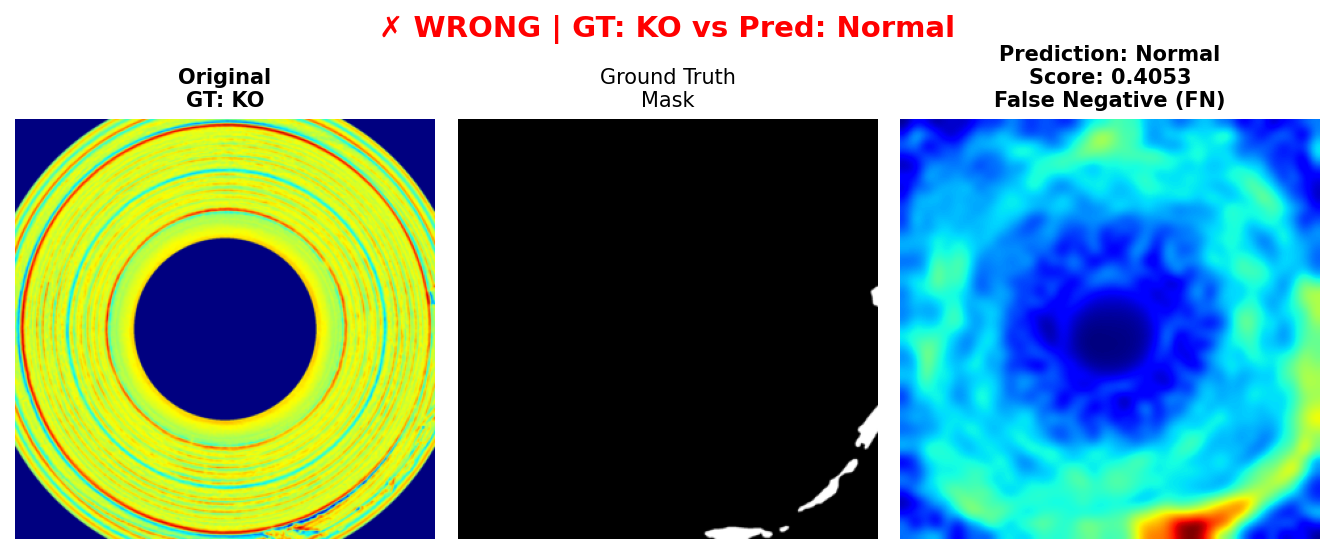 ✗ WRONG | GT: KO vs Pred: Normal
Original
GT: KO
Ground Truth
Mask
Prediction: Normal
Score: 0.4053
False Negative (FN)